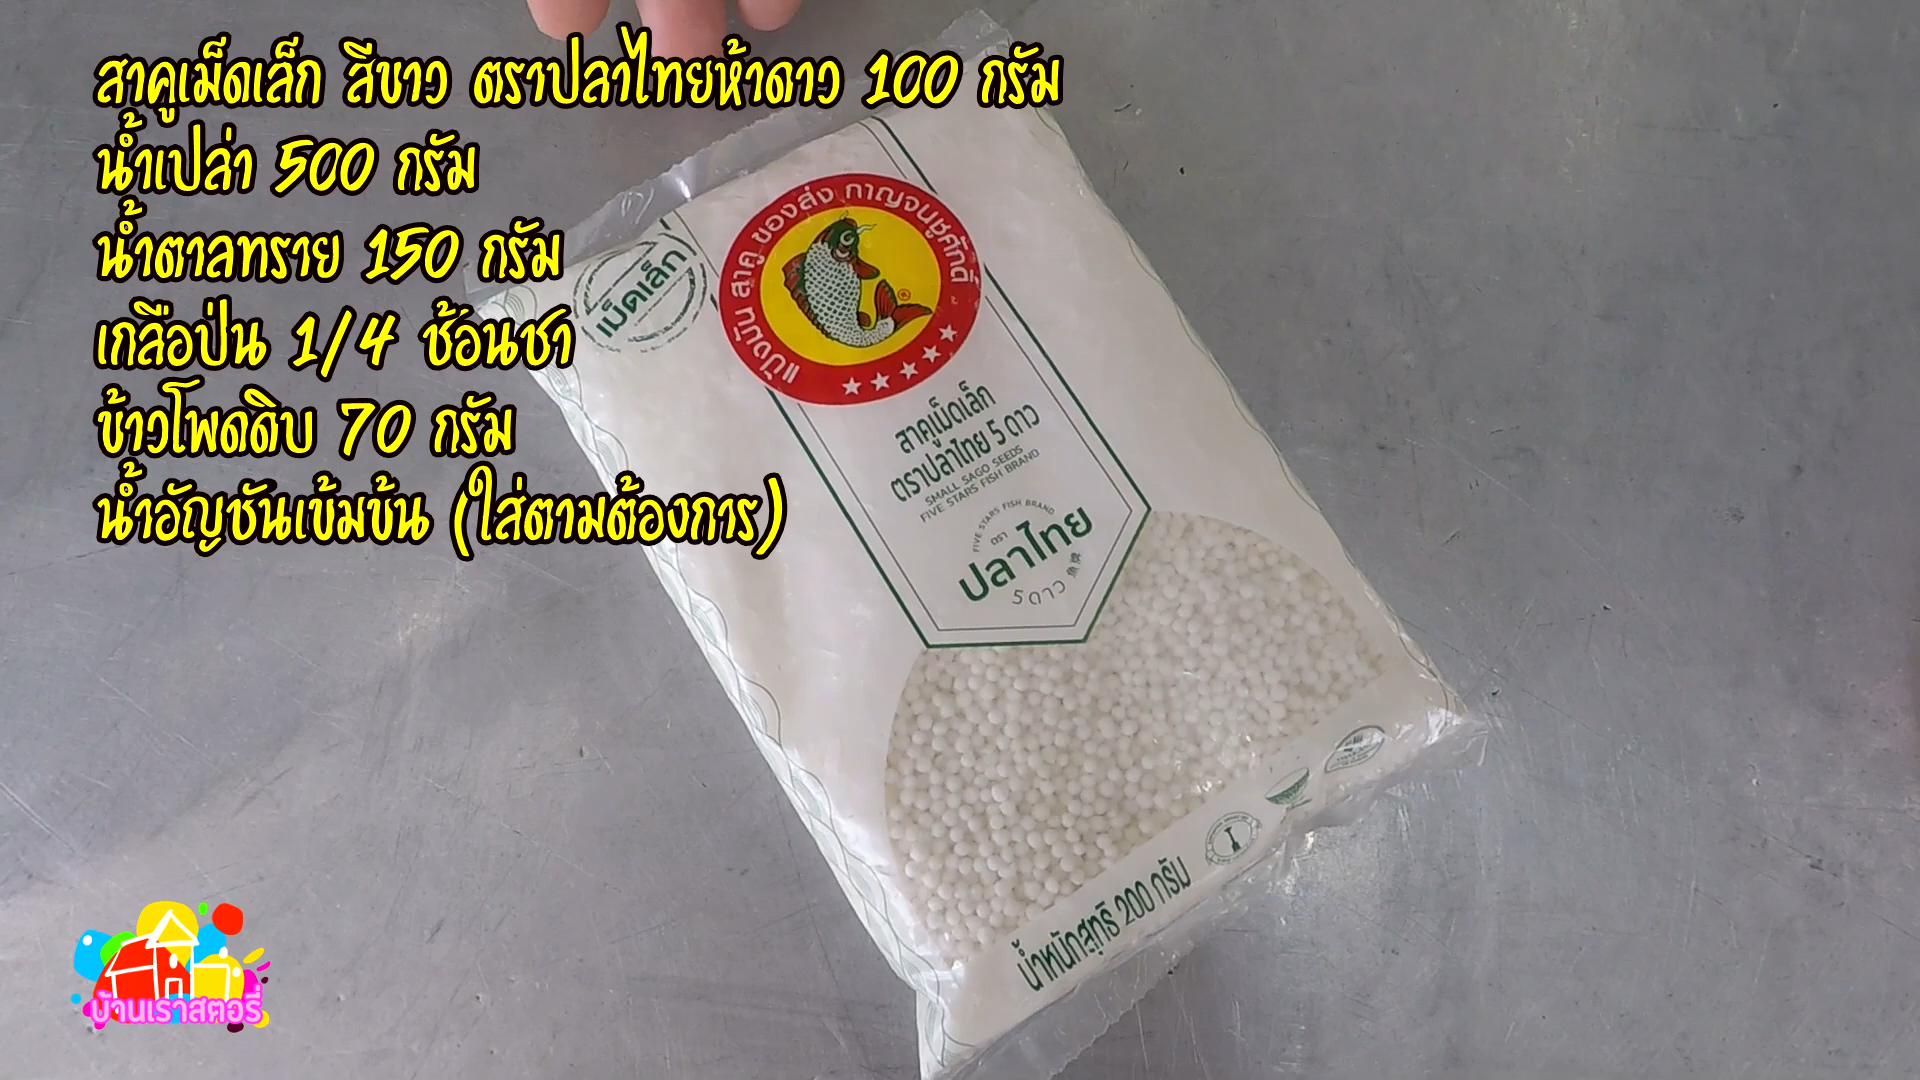 สาคูเม็ดเล็ก สีขาว ตราปลาไทยห้าดาว 100 กรัม
น้ำเปล่า 500 กรัม
น้ำตาลทราย 150 กรัม
เกลือป่น 1/4 ช้อนชา
ข้าวโพดดิบ 70 กรัม
น้ำอัญชันเข้มข้น (ใส่ตามต้องการ)
แป้งมัน สาคู ของส่ง กาญจนชูศักดิ์
เม็ดเล็ก
สาคูเม็ดเล็ก
ตราปลาไทย 5 ดาว
SMALL SAGO SEEDS
FIVE STARS FISH BRAND
FIVE STARS FISH BRAND
ตรา
ปลาไทย
5 ดาว
น้ำหนักสุทธิ 200 กรัม
บ้านเราสตอรี่